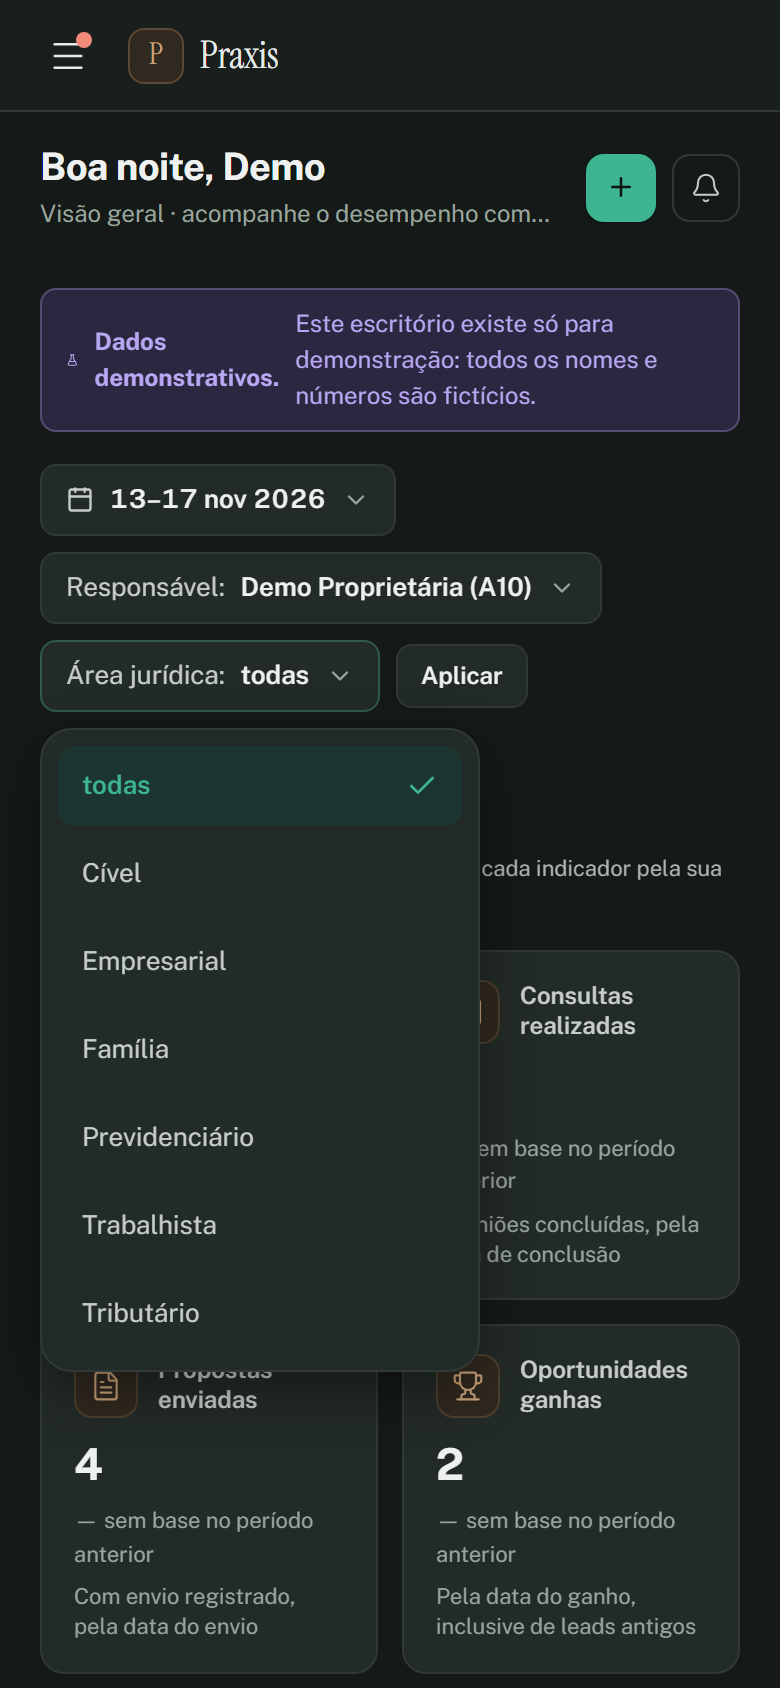 P
Praxis
Boa noite, Demo
Visão geral · acompanhe o desempenho com...
Dados
demonstrativos.
Este escritório existe só para
demonstração: todos os nomes e
números são fictícios.
13–17 nov 2026
Responsável: Demo Proprietária (A10)
Área jurídica: todas
Aplicar
todas
Cível
Empresarial
Família
Previdenciário
Trabalhista
Tributário
cada indicador pela sua
Consultas
realizadas
no período
base
concluídas, pela
de conclusão
Propostas
enviadas
4
— sem base no período
anterior
Com envio registrado,
pela data do envio
Oportunidades
ganhas
2
— sem base no período
anterior
Pela data do ganho,
inclusive de leads antigos